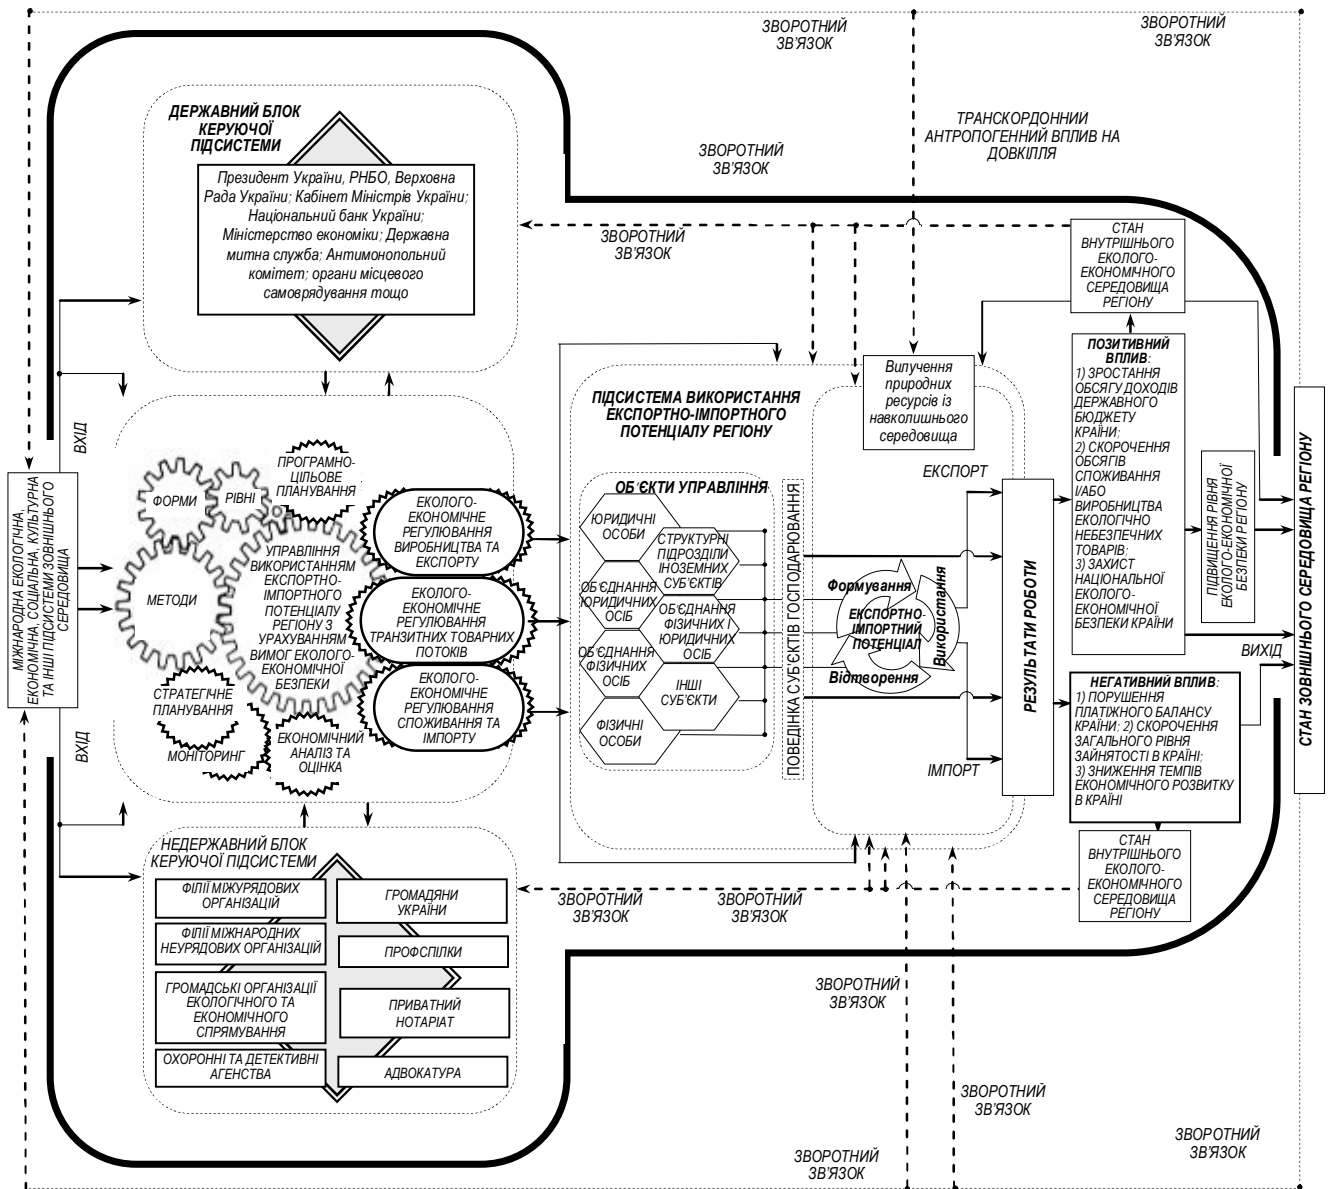 ЗВОРОТНИЙ
ЗВ'ЯЗОК
ЗВОРОТНИЙ
ЗВ'ЯЗОК
ДЕРЖАВНИЙ БЛОК
КЕРУЮЧОЇ
ПІДСИСТЕМИ
Президент України, РНБО, Верховна
Рада України; Кабінет Міністрів України;
Національний банк України;
Міністерство економіки; Державна
митна служба; Антимонопольний
комітет; органи місцевого
самоврядування тощо
ЗВОРОТНИЙ
ЗВ'ЯЗОК
ТРАНСКОРДОННИЙ
АНТРОПОГЕННИЙ ВПЛИВ НА
ДОВКІЛЛЯ
ЗВОРОТНИЙ
ЗВ'ЯЗОК
СТАН
ВНУТРІШНЬОГО
ЕКОЛОГО-
ЕКОНОМІЧНОГО
СЕРЕДОВИЩА
РЕГІОНУ
ВХІД
МІЖНАРОДНА ЕКОЛОГІЧНА,
ЕКОНОМІЧНА, СОЦІАЛЬНА, КУЛЬТУРНА
ТА ІНШІ ПІДСИСТЕМИ ЗОВНІШНЬОГО
СЕРЕДОВИЩА
ВХІД
ФОРМИ
РІВНІ
ПРОГРАМНО-
ЦІЛЬОВЕ
ПЛАНУВАННЯ
МЕТОДИ
УПРАВЛІННЯ
ВИКОРИСТАННЯМ
ЕКСПОРТНО-
ІМПОРТНОГО
ПОТЕНЦІАЛУ
РЕГІОНУ З
УРАХУВАННЯМ
ВИМОГ ЕКОЛОГО-
ЕКОНОМІЧНОЇ
БЕЗПЕКИ
СТРАТЕГІЧНЕ
ПЛАНУВАННЯ
МОНІТОРИНГ
ЕКОНОМІЧНИЙ
АНАЛІЗ ТА
ОЦІНКА
ЕКОЛОГО-
ЕКОНОМІЧНЕ
РЕГУЛЮВАННЯ
ВИРОБНИЦТВА ТА
ЕКСПОРТУ
ЕКОЛОГО-
ЕКОНОМІЧНЕ
РЕГУЛЮВАННЯ
ТРАНЗИТНИХ ТОВАРНИХ
ПОТОКІВ
ЕКОЛОГО-
ЕКОНОМІЧНЕ
РЕГУЛЮВАННЯ
СПОЖИВАННЯ ТА
ІМПОРТУ
ПІДСИСТЕМА ВИКОРИСТАННЯ
ЕКСПОРТНО-ІМПОРТНОГО
ПОТЕНЦІАЛУ РЕГІОНУ
ОБ'ЄКТИ УПРАВЛІННЯ
ЮРИДИЧНІ
ОСОБИ
СТРУКТУРНІ
ПІДРОЗДІЛИ
ІНОЗЕМНИХ
СУБ'ЄКТІВ
ОБ'ЄДНАННЯ
ЮРИДИЧНИХ
ОСІБ
ОБ'ЄДНАННЯ
ФІЗИЧНИХ І
ЮРИДИЧНИХ
ОСІБ
ОБ'ЄДНАННЯ
ФІЗИЧНИХ
ОСІБ
ІНШІ
СУБ'ЄКТИ
ФІЗИЧНІ
ОСОБИ
ПОВЕДІНКА СУБ'ЄКТІВ ГОСПОДАРЮВАННЯ
Вилучення
природних
ресурсів із
навколишнього
середовища
ЕКСПОРТ
Формування
ЕКСПОРТНО-
ІМПОРТНИЙ
ПОТЕНЦІАЛ
Використання
Відтворення
ІМПОРТ
РЕЗУЛЬТАТИ РОБОТИ
ПОЗИТИВНИЙ
ВПЛИВ:
1) ЗРОСТАННЯ
ОБСЯГУ ДОХОДІВ
ДЕРЖАВНОГО
БЮДЖЕТУ
КРАЇНИ;
2) СКОРОЧЕННЯ
ОБСЯГІВ
СПОЖИВАННЯ
І/АБО
ВИРОБНИЦТВА
ЕКОЛОГІЧНО
НЕБЕЗПЕЧНИХ
ТОВАРІВ;
3) ЗАХИСТ
НАЦІОНАЛЬНОЇ
ЕКОЛОГО-
ЕКОНОМІЧНОЇ
БЕЗПЕКИ КРАЇНИ
ПІДВИЩЕННЯ РІВНЯ
ЕКОЛОГО-ЕКОНОМІЧНОЇ
БЕЗПЕКИ РЕГІОНУ
ВИХІД
СТАН ЗОВНІШНЬОГО СЕРЕДОВИЩА РЕГІОНУ
НЕГАТИВНИЙ ВПЛИВ:
1) ПОРУШЕННЯ
ПЛАТІЖНОГО БАЛАНСУ
КРАЇНИ; 2) СКОРОЧЕННЯ
ЗАГАЛЬНОГО РІВНЯ
ЗАЙНЯТОСТІ В КРАЇНІ;
3) ЗНИЖЕННЯ ТЕМПІВ
ЕКОНОМІЧНОГО РОЗВИТКУ
В КРАЇНІ
СТАН
ВНУТРІШНЬОГО
ЕКОЛОГО-
ЕКОНОМІЧНОГО
СЕРЕДОВИЩА
РЕГІОНУ
НЕДЕРЖАВНИЙ БЛОК
КЕРУЮЧОЇ ПІДСИСТЕМИ
ФІЛІЇ МІЖУРЯДОВИХ
ОРГАНІЗАЦІЙ
ГРОМАДЯНИ
УКРАЇНИ
ФІЛІЇ МІЖНАРОДНИХ
НЕУРЯДОВИХ ОРГАНІЗАЦІЙ
ПРОФСПІЛКИ
ГРОМАДСЬКІ ОРГАНІЗАЦІЇ
ЕКОЛОГІЧНОГО ТА
ЕКОНОМІЧНОГО
СПРЯМУВАННЯ
ПРИВАТНИЙ
НОТАРІАТ
ОХОРОННІ ТА ДЕТЕКТИВНІ
АГЕНСТВА
АДВОКАТУРА
ЗВОРОТНИЙ
ЗВ'ЯЗОК
ЗВОРОТНИЙ
ЗВ'ЯЗОК
ЗВОРОТНИЙ
ЗВ'ЯЗОК
ЗВОРОТНИЙ
ЗВ'ЯЗОК
ЗВОРОТНИЙ
ЗВ'ЯЗОК
ЗВОРОТНИЙ
ЗВ'ЯЗОК